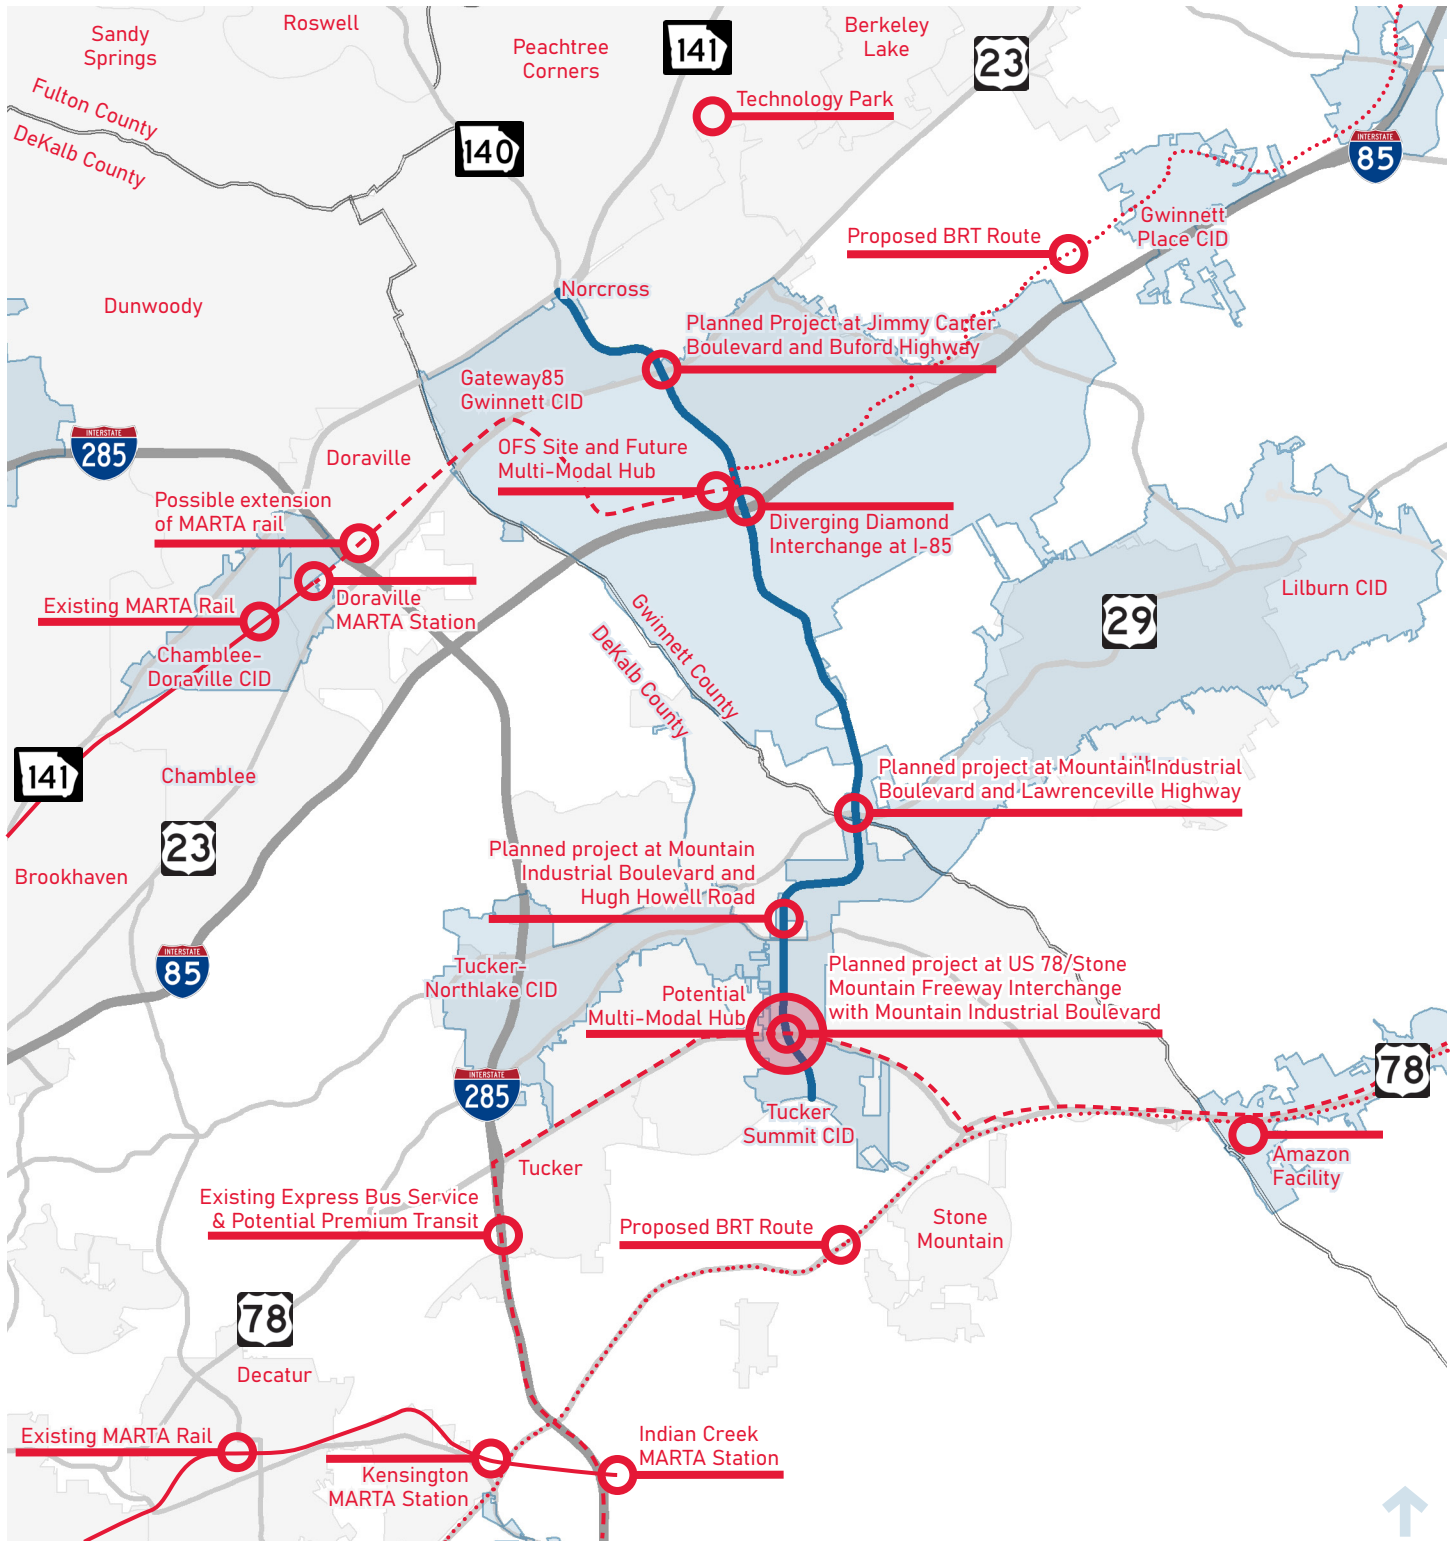 Sandy
Springs
Roswell
Peachtree
Corners
141
Berkeley
Lake
23
Technology Park
Fulton County
DeKalb County
140
INTERSTATE
85
Gwinnett
Place CID
Proposed BRT Route
Norcross
Dunwoody
Planned Project at Jimmy Carter
Boulevard and Buford Highway
Gateway85
Gwinnett CID
INTERSTATE
285
Doraville
OFS Site and Future
Multi-Modal Hub
Possible extension
of MARTA rail
Diverging Diamond
Interchange at I-85
Existing MARTA Rail
Doraville
MARTA Station
Lilburn CID
29
Gwinnett County
DeKalb County
Chamblee-
Doraville CID
141
Chamblee
Planned project at Mountain Industrial
Boulevard and Lawrenceville Highway
23
Brookhaven
Planned project at Mountain
Industrial Boulevard and
Hugh Howell Road
INTERSTATE
85
Tucker-
Northlake CID
Potential
Multi-Modal Hub
Planned project at US 78/Stone
Mountain Freeway Interchange
with Mountain Industrial Boulevard
78
INTERSTATE
285
Tucker
Summit CID
Amazon
Facility
Tucker
Existing Express Bus Service
& Potential Premium Transit
Proposed BRT Route
Stone
Mountain
78
Decatur
Existing MARTA Rail
Kensington
MARTA Station
Indian Creek
MARTA Station